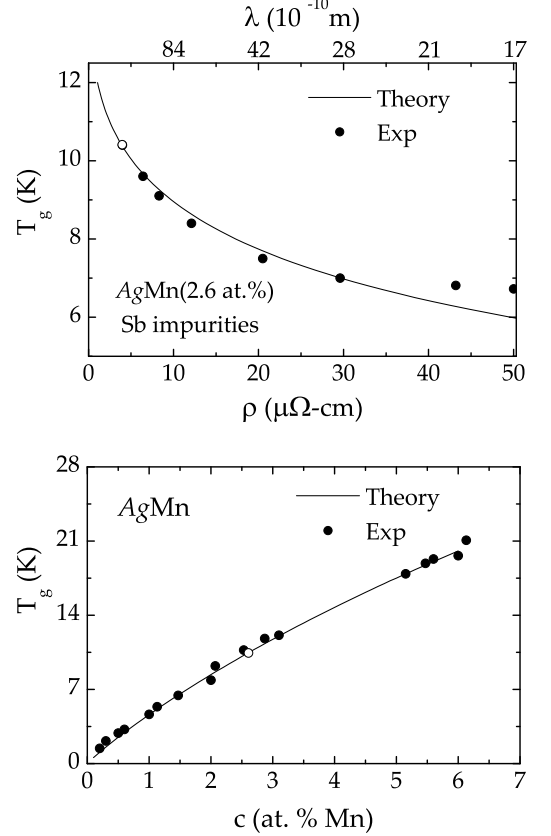 λ (10⁻¹⁰ m)
84 42 28 21 17
12
10
8
6
T_g (K)
Theory
Exp
AgMn(2.6 at.%)
Sb impurities
0 10 20 30 40 50
ρ (μΩ-cm)
28
21
14
7
0
T_g (K)
AgMn
Theory
Exp
0 1 2 3 4 5 6 7
c (at. % Mn)